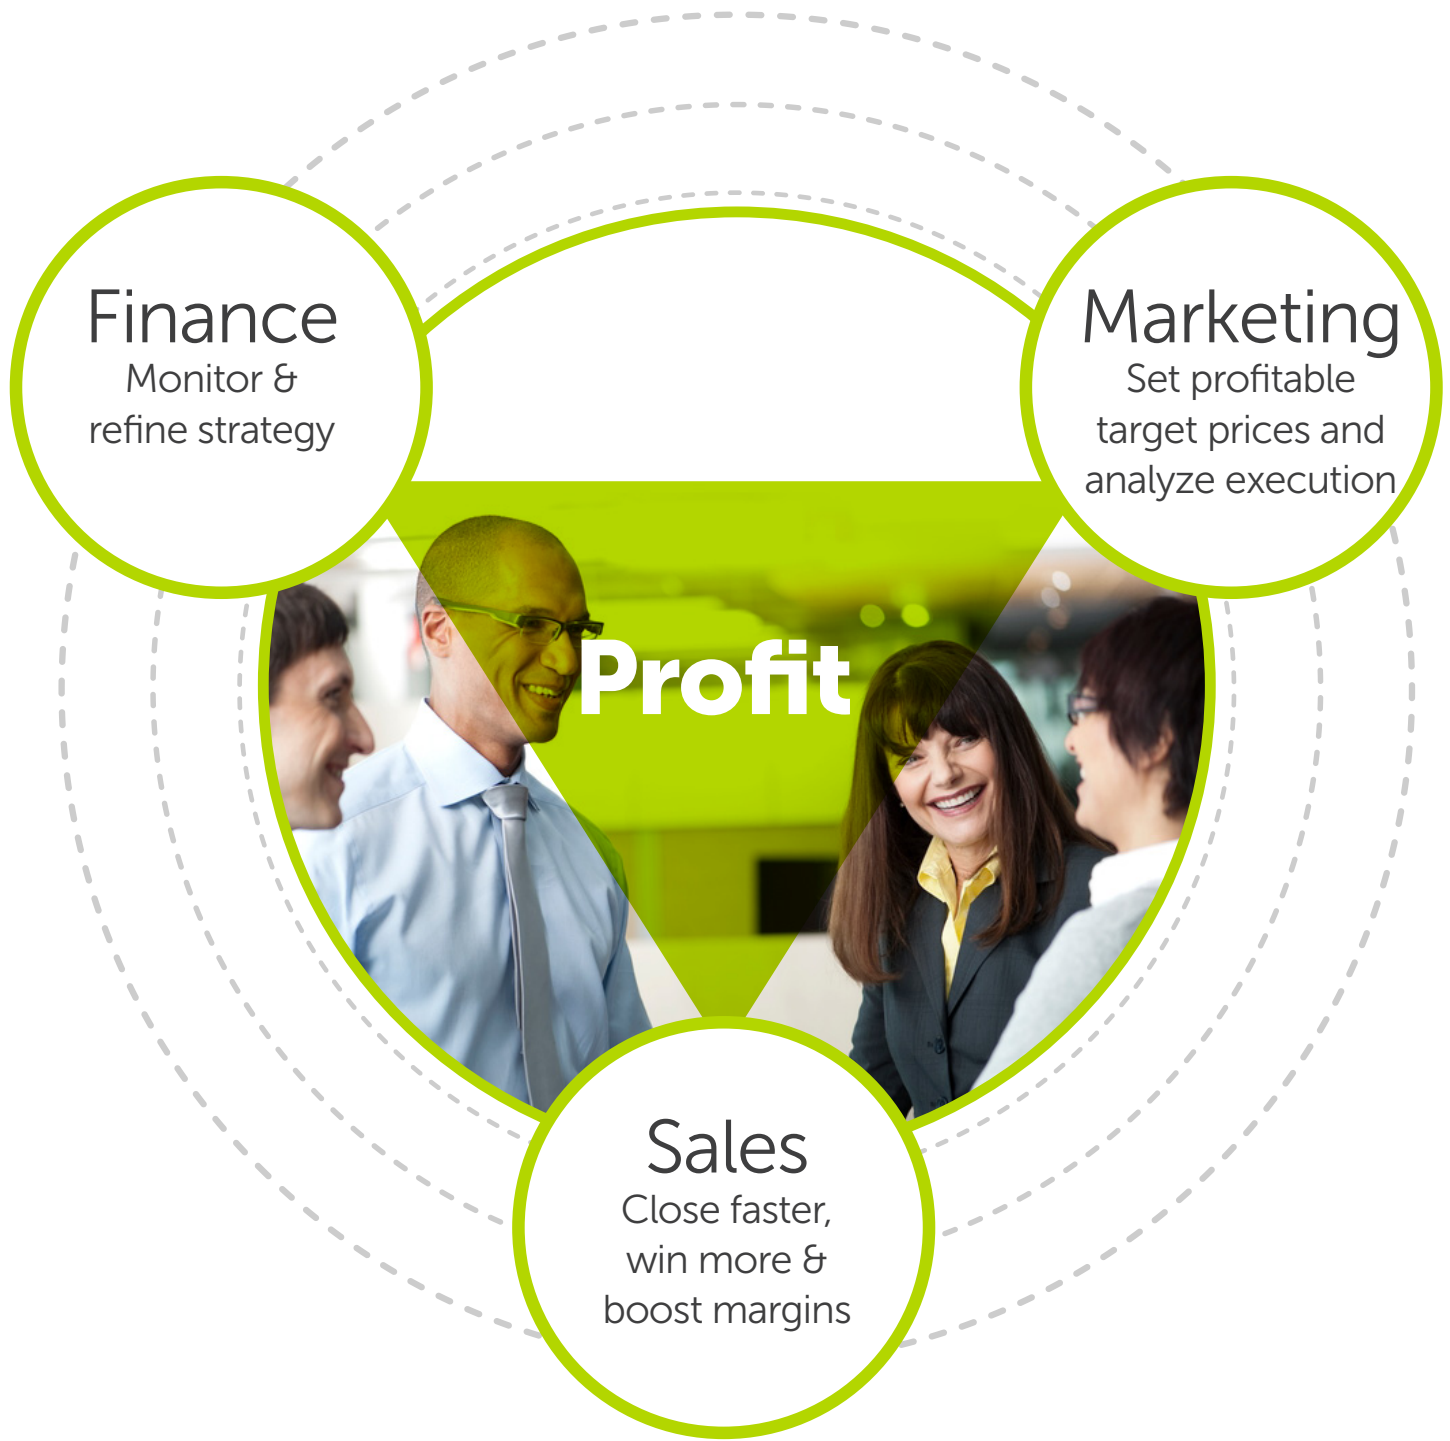 Finance
Monitor &
refine strategy
Marketing
Set profitable
target prices and
analyze execution
Profit
Sales
Close faster,
win more &
boost margins